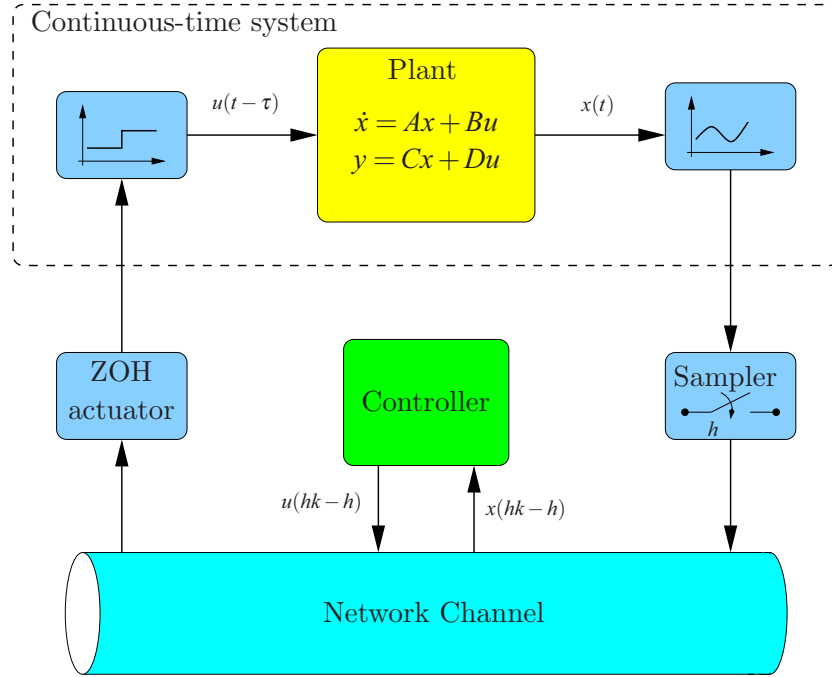 Continuous-time system
Plant
u(t − τ)
ẋ = Ax + Bu
y = Cx + Du
x(t)
ZOH
actuator
Controller
Sampler
h
u(hk − h)
x(hk − h)
Network Channel